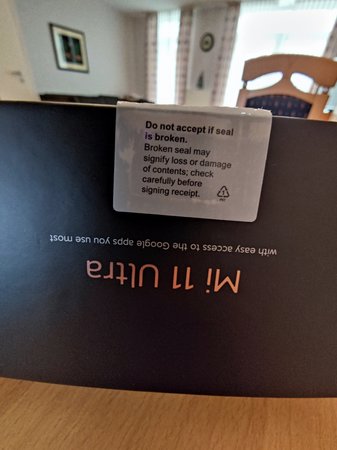 Do not accept if seal
is broken.
Broken seal may
signify loss or damage
of contents; check
carefully before
signing receipt.
Mi 11 Ultra
with easy access to the Google apps you use most